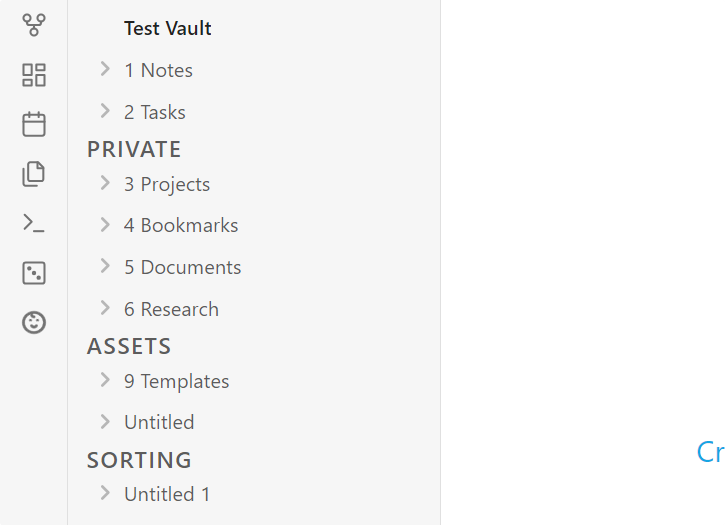 Test Vault
1 Notes
2 Tasks
PRIVATE
3 Projects
4 Bookmarks
5 Documents
6 Research
ASSETS
9 Templates
Untitled
Cr
SORTING
Untitled 1